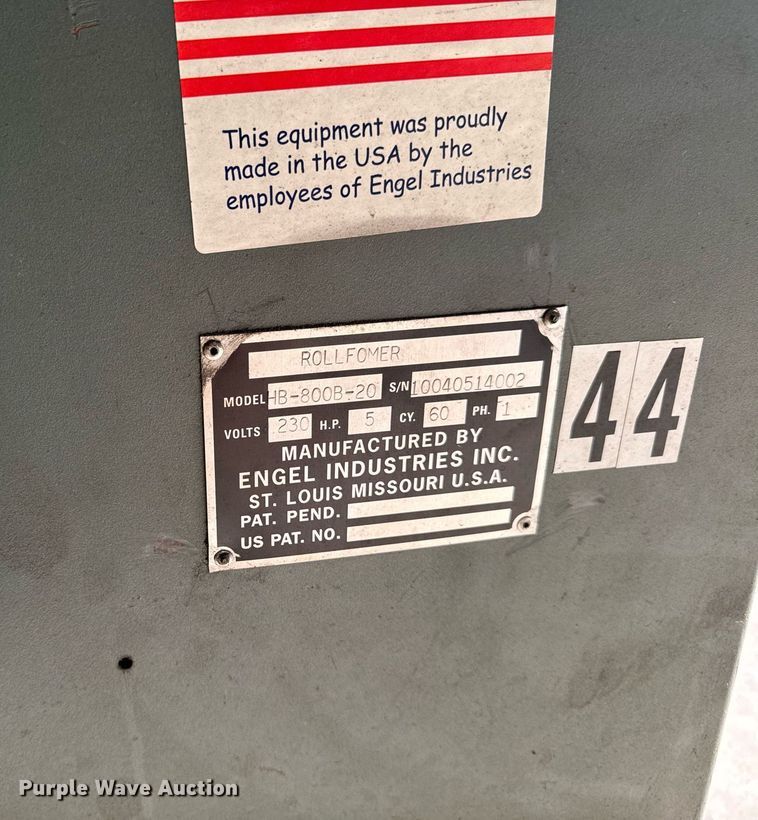 This equipment was proudly
made in the USA by the
employees of Engel Industries
ROLLFOMER
MODEL HB-800B-20 S/N 10040514002
VOLTS 230 H.P. 5 CY. 60 PH. 1
MANUFACTURED BY
ENGEL INDUSTRIES INC.
ST. LOUIS MISSOURI U.S.A.
PAT. PEND.
US PAT. NO.
44
Purple Wave Auction